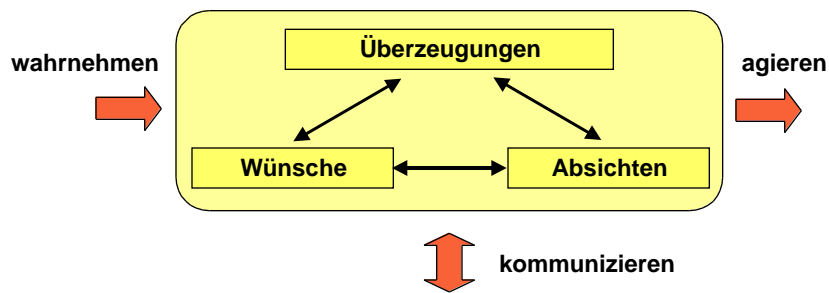 Überzeugungen
wahrnehmen
agieren
Wünsche
Absichten
kommunizieren